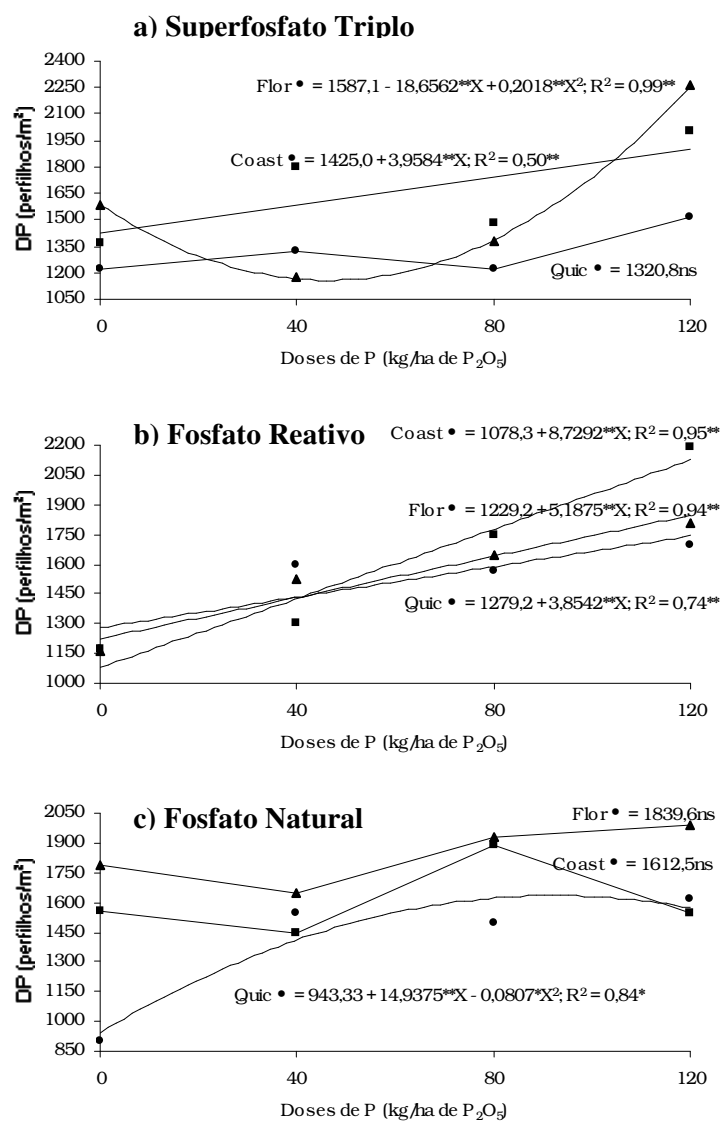 a) Superfosfato Triplo
2400
2250
2100
1950
1800
1650
1500
1350
1200
1050
DP (perfilhos/m²)
Flor • = 1587,1 - 18,6562**X + 0,2018**X²; R² = 0,99**
Coast • = 1425,0 + 3,9584**X; R² = 0,50**
Quic • = 1320,8ns
0 40 80 120
Doses de P (kg/ha de P₂O₅)
b) Fosfato Reativo
2200
2050
1900
1750
1600
1450
1300
1150
1000
DP (perfilhos/m²)
Coast • = 1078,3 + 8,7292**X; R² = 0,95**
Flor • = 1229,2 + 5,1875**X; R² = 0,94**
Quic • = 1279,2 + 3,8542**X; R² = 0,74**
0 40 80 120
Doses de P (kg/ha de P₂O₅)
c) Fosfato Natural
2050
1900
1750
1600
1450
1300
1150
1000
850
DP (perfilhos/m²)
Flor • = 1839,6ns
Coast • = 1612,5ns
Quic • = 943,33 + 14,9375**X - 0,0807*X²; R² = 0,84*
0 40 80 120
Doses de P (kg/ha de P₂O₅)